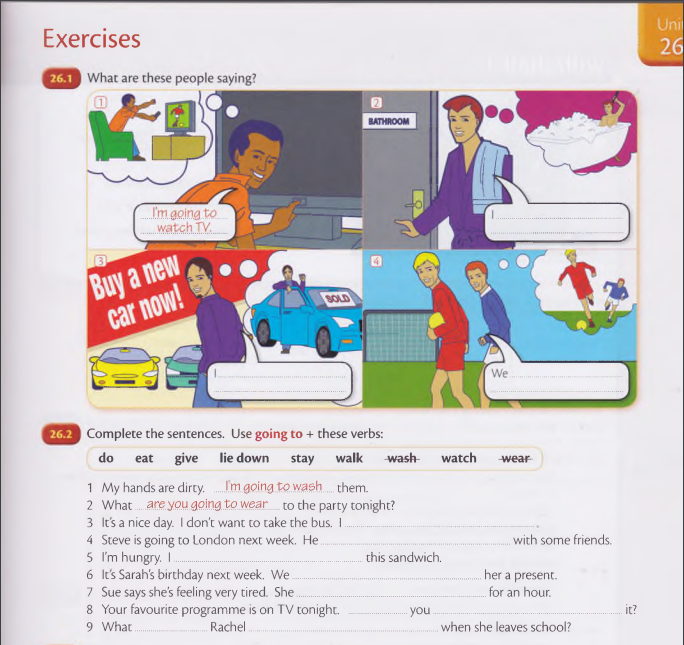 Exercises
Uni
26
26.1 What are these people saying?
1
I'm going to
watch TV.
2
BATHROOM
I
3
Buy a new
car now!
SOLD
I
4
We
26.2 Complete the sentences. Use going to + these verbs:
do eat give lie down stay walk wash watch wear
1 My hands are dirty. I'm going to wash them.
2 What are you going to wear to the party tonight?
3 It's a nice day. I don't want to take the bus. I .
4 Steve is going to London next week. He with some friends.
5 I'm hungry. I this sandwich.
6 It's Sarah's birthday next week. We her a present.
7 Sue says she's feeling very tired. She for an hour.
8 Your favourite programme is on TV tonight. you it?
9 What Rachel when she leaves school?